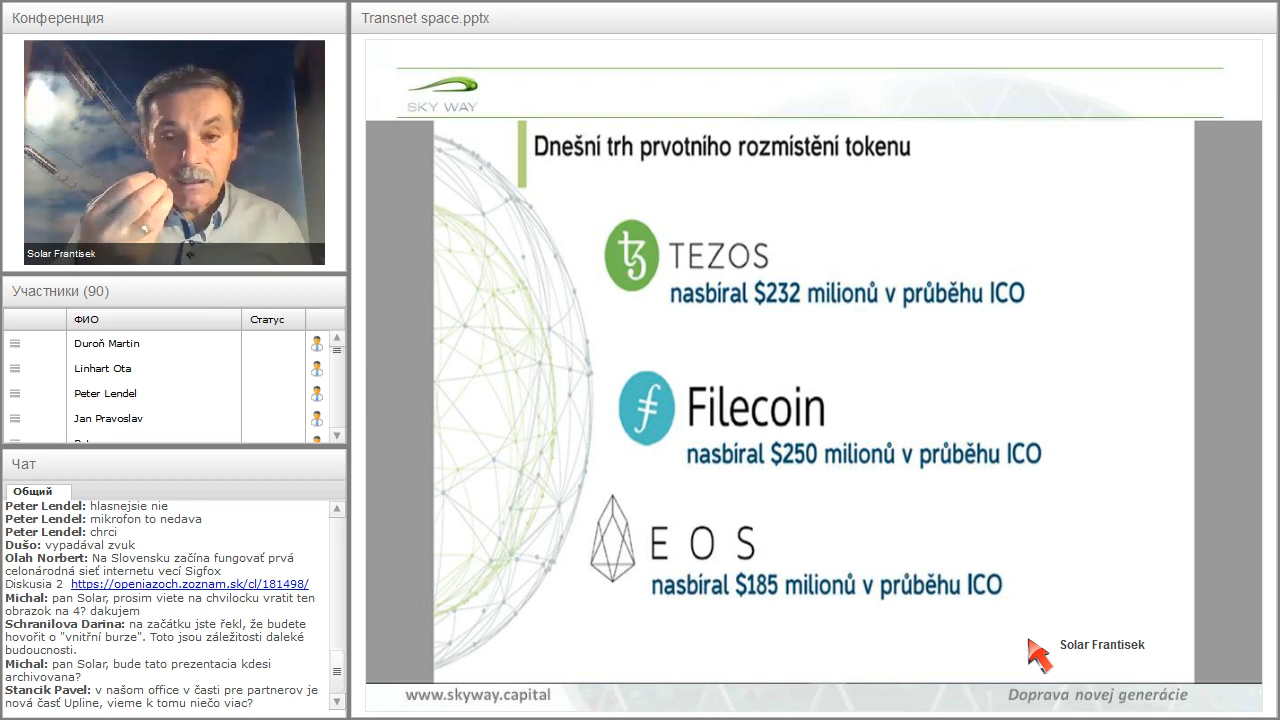 Конференция
Solar Frantisek
Участники (90)
ФИО Статус
Duroň Martin
Linhart Ota
Peter Lendel
Jan Pravoslav
Чат
Общий
Peter Lendel: hlasnejsie nie
Peter Lendel: mikrofon to nedava
Peter Lendel: chrci
Dušo: vypadával zvuk
Olah Norbert: Na Slovensku začína fungovať prvá
celonárodná sieť internetu vecí Sigfox
Diskusia 2 https://openiazoch.zoznam.sk/cl/181498/
Michal: pan Solar, prosim viete na chvilocku vratit ten
obrazok na 4? dakujem
Schranilova Darina: na začátku jste řekl, že budete
hovořit o "vnitřní burze". Toto jsou záležitosti daleké
budoucnosti.
Michal: pan Solar, bude tato prezentacia kdesi
archivovana?
Stancik Pavel: v našom office v časti pre partnerov je
nová časť Upline, vieme k tomu niečo viac?
Transnet space.pptx
SKY WAY
Dnešní trh prvotního rozmístění tokenu
TEZOS
nasbíral $232 milionů v průběhu ICO
Filecoin
nasbíral $250 milionů v průběhu ICO
EOS
nasbíral $185 milionů v průběhu ICO
Solar Frantisek
www.skyway.capital
Doprava novej generácie